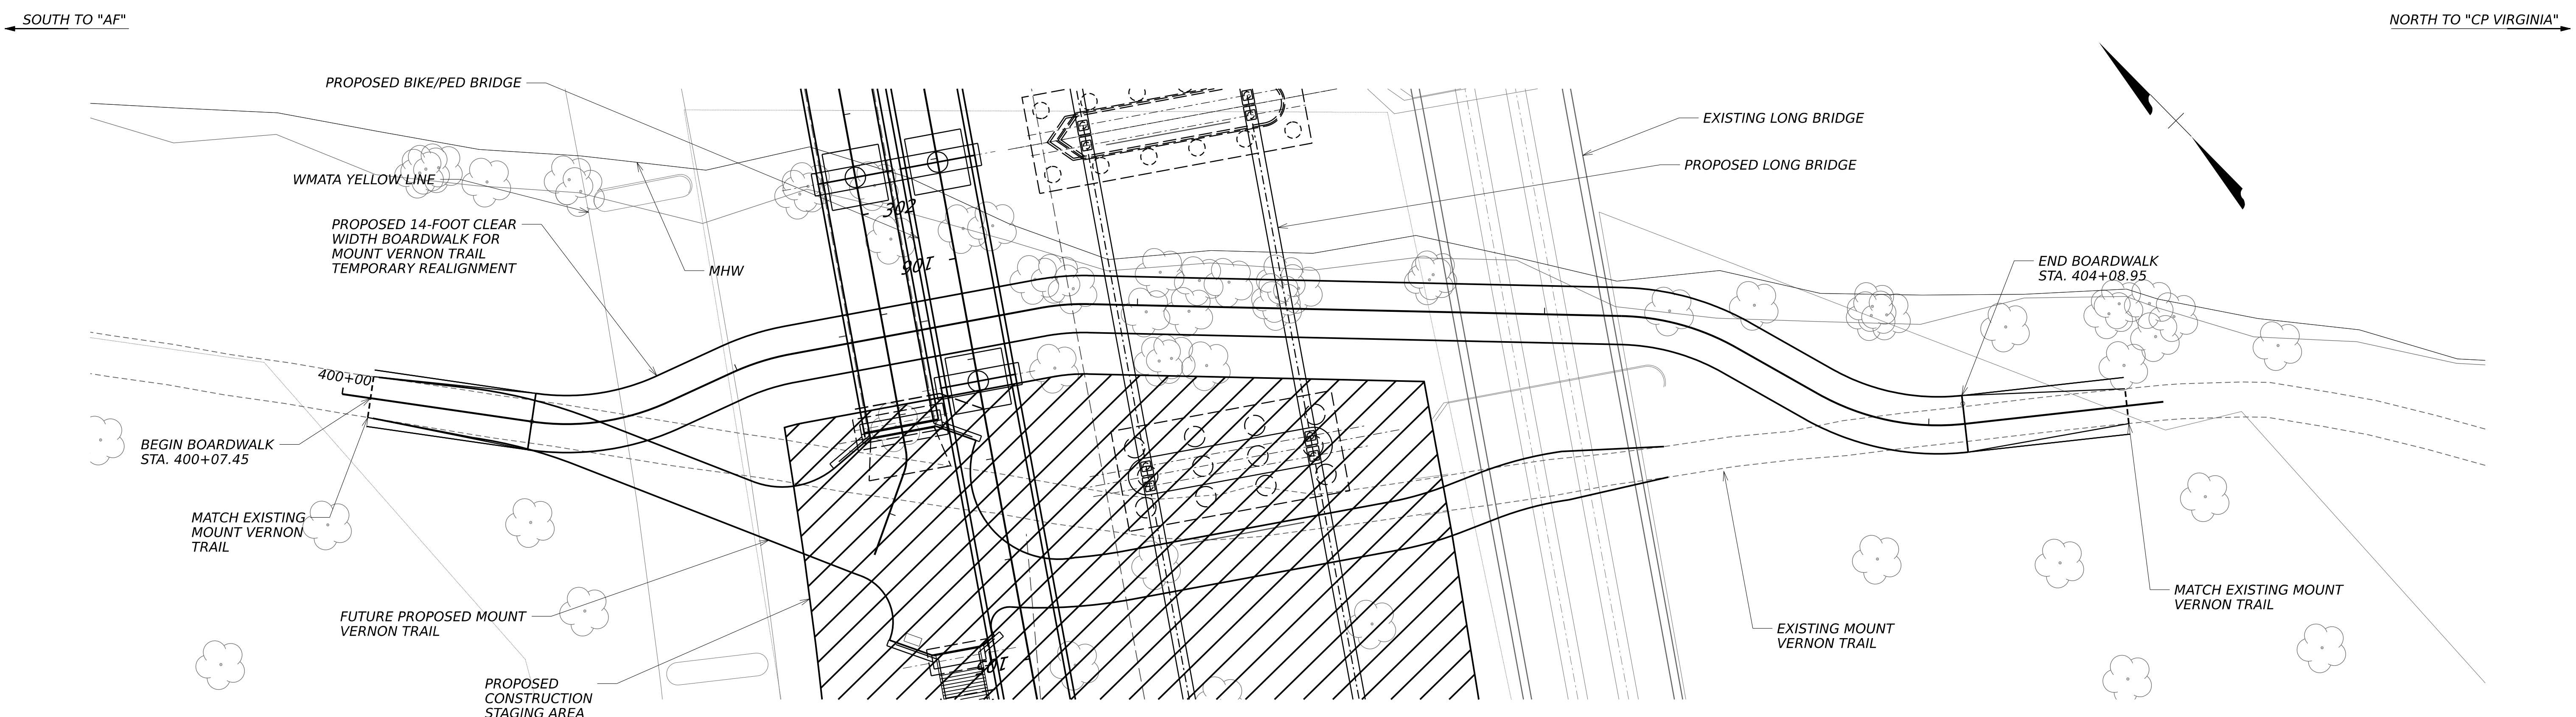 SOUTH TO "AF"
NORTH TO "CP VIRGINIA"
PROPOSED BIKE/PED BRIDGE
EXISTING LONG BRIDGE
PROPOSED LONG BRIDGE
WMATA YELLOW LINE
302
PROPOSED 14-FOOT CLEAR
WIDTH BOARDWALK FOR
MOUNT VERNON TRAIL
TEMPORARY REALIGNMENT
106
MHW
END BOARDWALK
STA. 404+08.95
400+00
BEGIN BOARDWALK
STA. 400+07.45
MATCH EXISTING
MOUNT VERNON
TRAIL
MATCH EXISTING MOUNT
VERNON TRAIL
FUTURE PROPOSED MOUNT
VERNON TRAIL
EXISTING MOUNT
VERNON TRAIL
105
PROPOSED
CONSTRUCTION
STAGING AREA